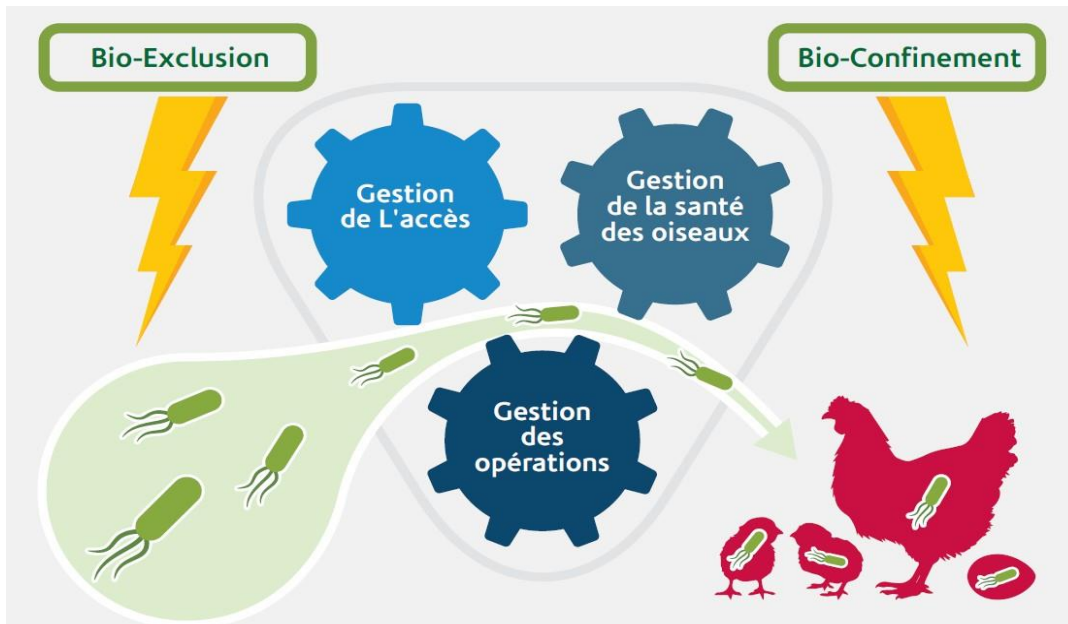 Bio-Exclusion
Bio-Confinement
Gestion
de L'accès
Gestion
de la santé
des oiseaux
Gestion
des
opérations